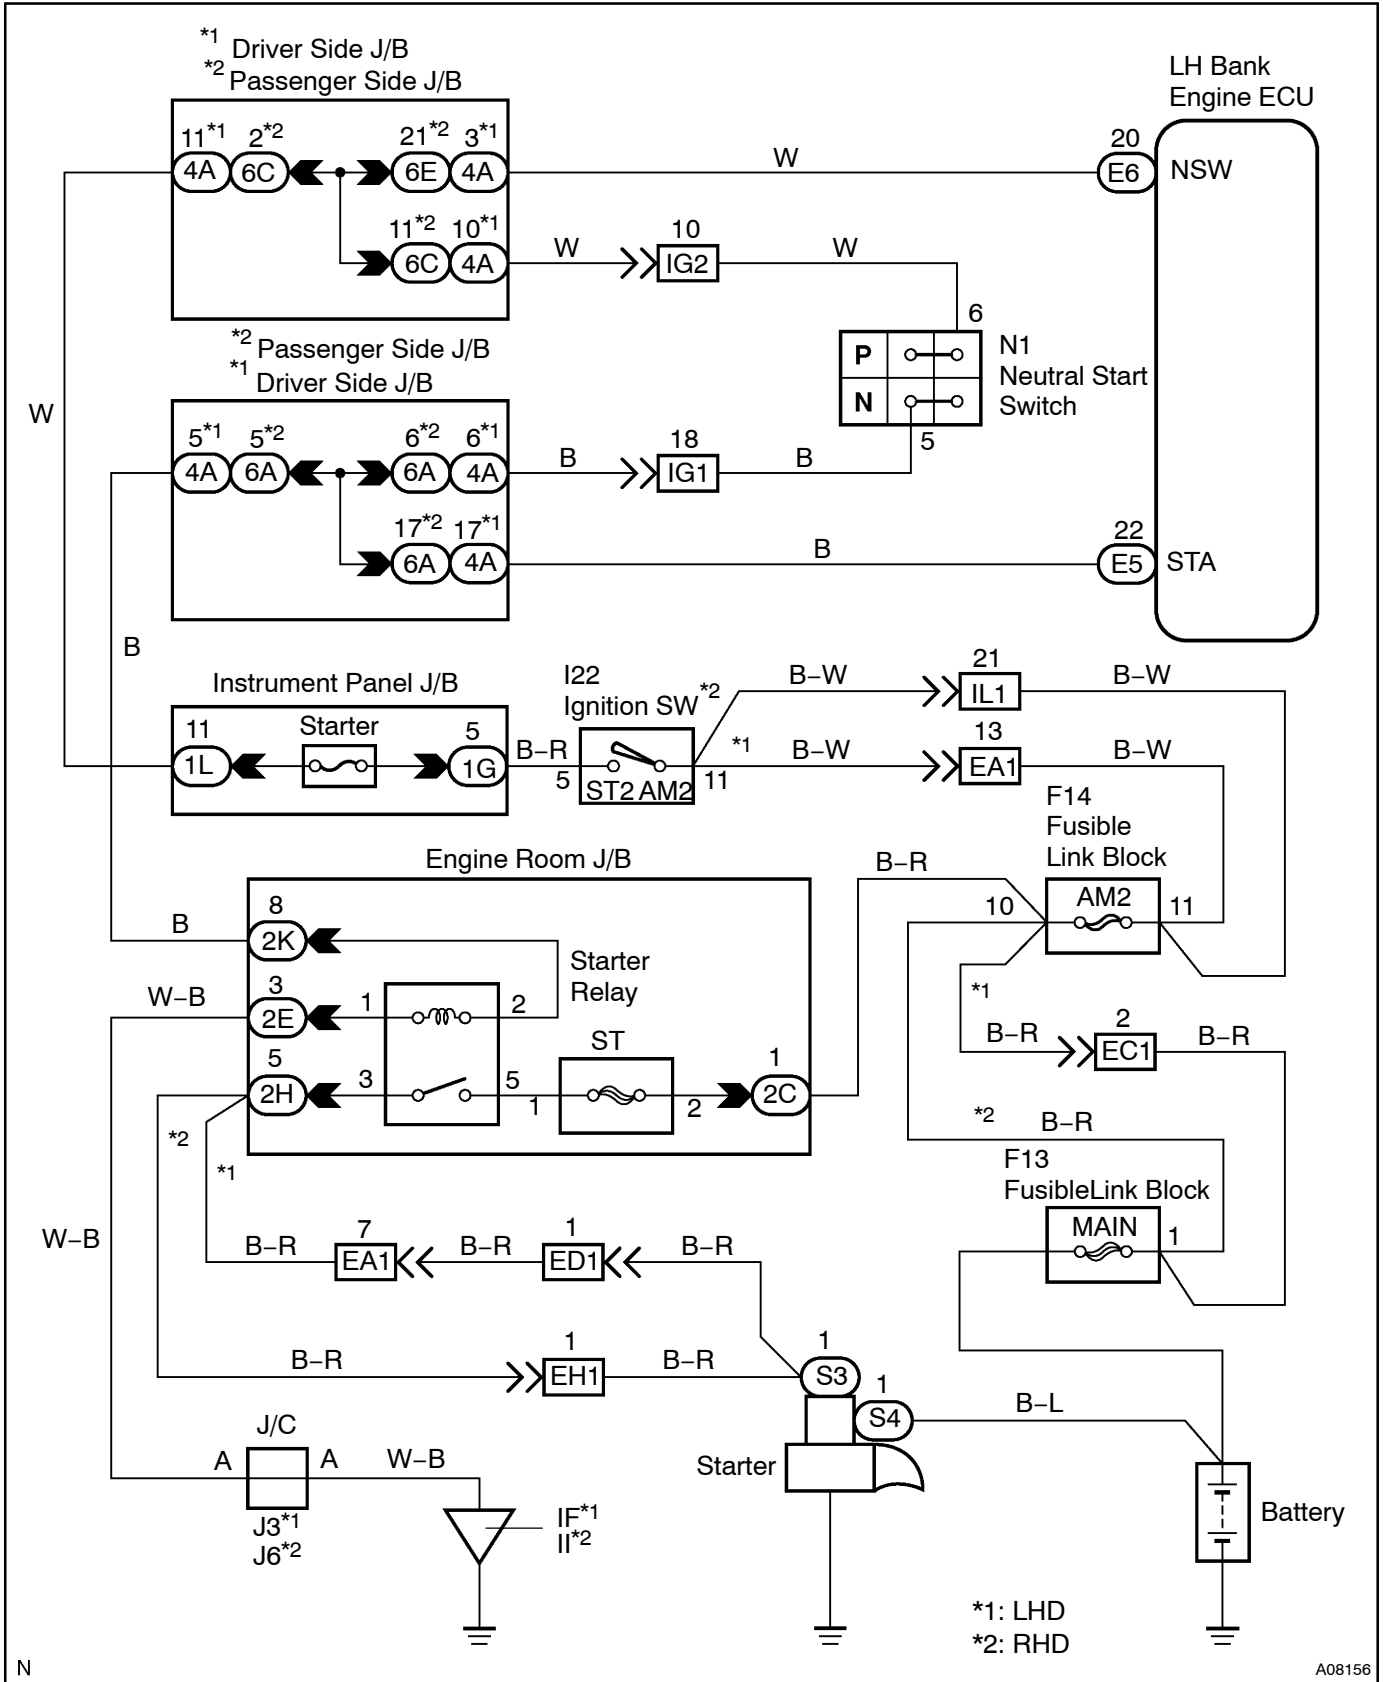 *1 Driver Side J/B
*2 Passenger Side J/B
LH Bank
Engine ECU
11*1 2*2 21*2 3*1
4A 6C 6E 4A
W
20
E6 NSW
11*2 10*1
6C 4A
W
10
IG2
W
6
P
N
N1
Neutral Start
Switch
5
*2 Passenger Side J/B
*1 Driver Side J/B
W
5*1 5*2 6*2 6*1
4A 6A 6A 4A
B
18
IG1
B
17*2 17*1
6A 4A
B
22
E5 STA
B
Instrument Panel J/B
11
1L
Starter
5
1G
B-R
I22
Ignition SW
5
ST2 AM2
11
*2
B-W
21
IL1
B-W
*1
B-W
13
EA1
B-W
F14
Fusible
Link Block
10
AM2
11
Engine Room J/B
B-R
8
2K
B
Starter
Relay
3
2E
W-B
1
2
5
2H
3
5
ST
1
2
1
2C
*1
B-R
2
EC1
B-R
*2
B-R
*2
*1
F13
FusibleLink Block
MAIN
1
W-B
B-R
7
EA1
B-R
1
ED1
B-R
B-R
1
EH1
B-R
1
S3
1
S4
B-L
Starter
J/C
A
A
W-B
J3*1
J6*2
IF*1
II*2
Battery
*1: LHD
*2: RHD
N
A08156